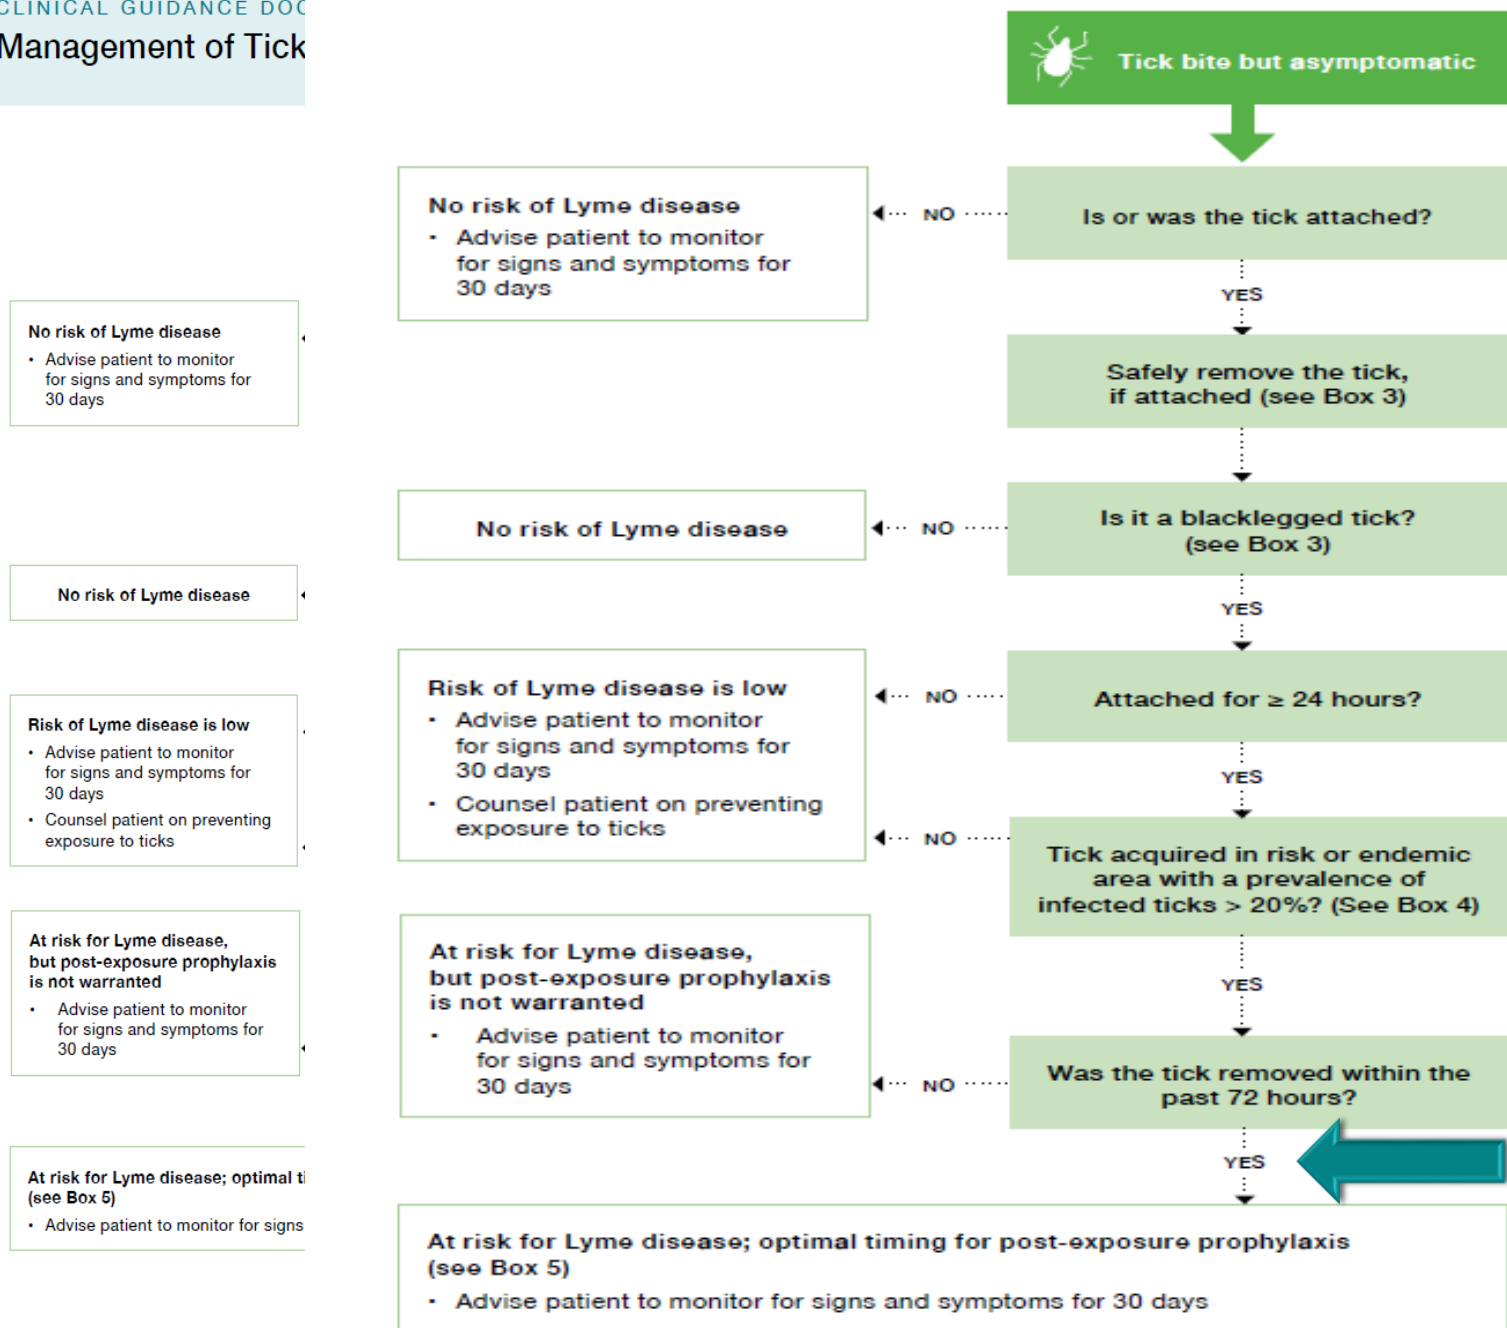 CLINICAL GUIDANCE DOC
Management of Tick
No risk of Lyme disease
• Advise patient to monitor
for signs and symptoms for
30 days
No risk of Lyme disease
Risk of Lyme disease is low
• Advise patient to monitor
for signs and symptoms for
30 days
• Counsel patient on preventing
exposure to ticks
At risk for Lyme disease,
but post-exposure prophylaxis
is not warranted
• Advise patient to monitor
for signs and symptoms for
30 days
At risk for Lyme disease; optimal ti
(see Box 5)
• Advise patient to monitor for signs
Tick bite but asymptomatic
Is or was the tick attached?
NO
No risk of Lyme disease
• Advise patient to monitor
for signs and symptoms for
30 days
YES
Safely remove the tick,
if attached (see Box 3)
Is it a blacklegged tick?
(see Box 3)
NO
No risk of Lyme disease
YES
Attached for ≥ 24 hours?
NO
Risk of Lyme disease is low
• Advise patient to monitor
for signs and symptoms for
30 days
• Counsel patient on preventing
exposure to ticks
YES
Tick acquired in risk or endemic
area with a prevalence of
infected ticks > 20%? (See Box 4)
NO
YES
Was the tick removed within the
past 72 hours?
NO
At risk for Lyme disease,
but post-exposure prophylaxis
is not warranted
• Advise patient to monitor
for signs and symptoms for
30 days
YES
At risk for Lyme disease; optimal timing for post-exposure prophylaxis
(see Box 5)
• Advise patient to monitor for signs and symptoms for 30 days